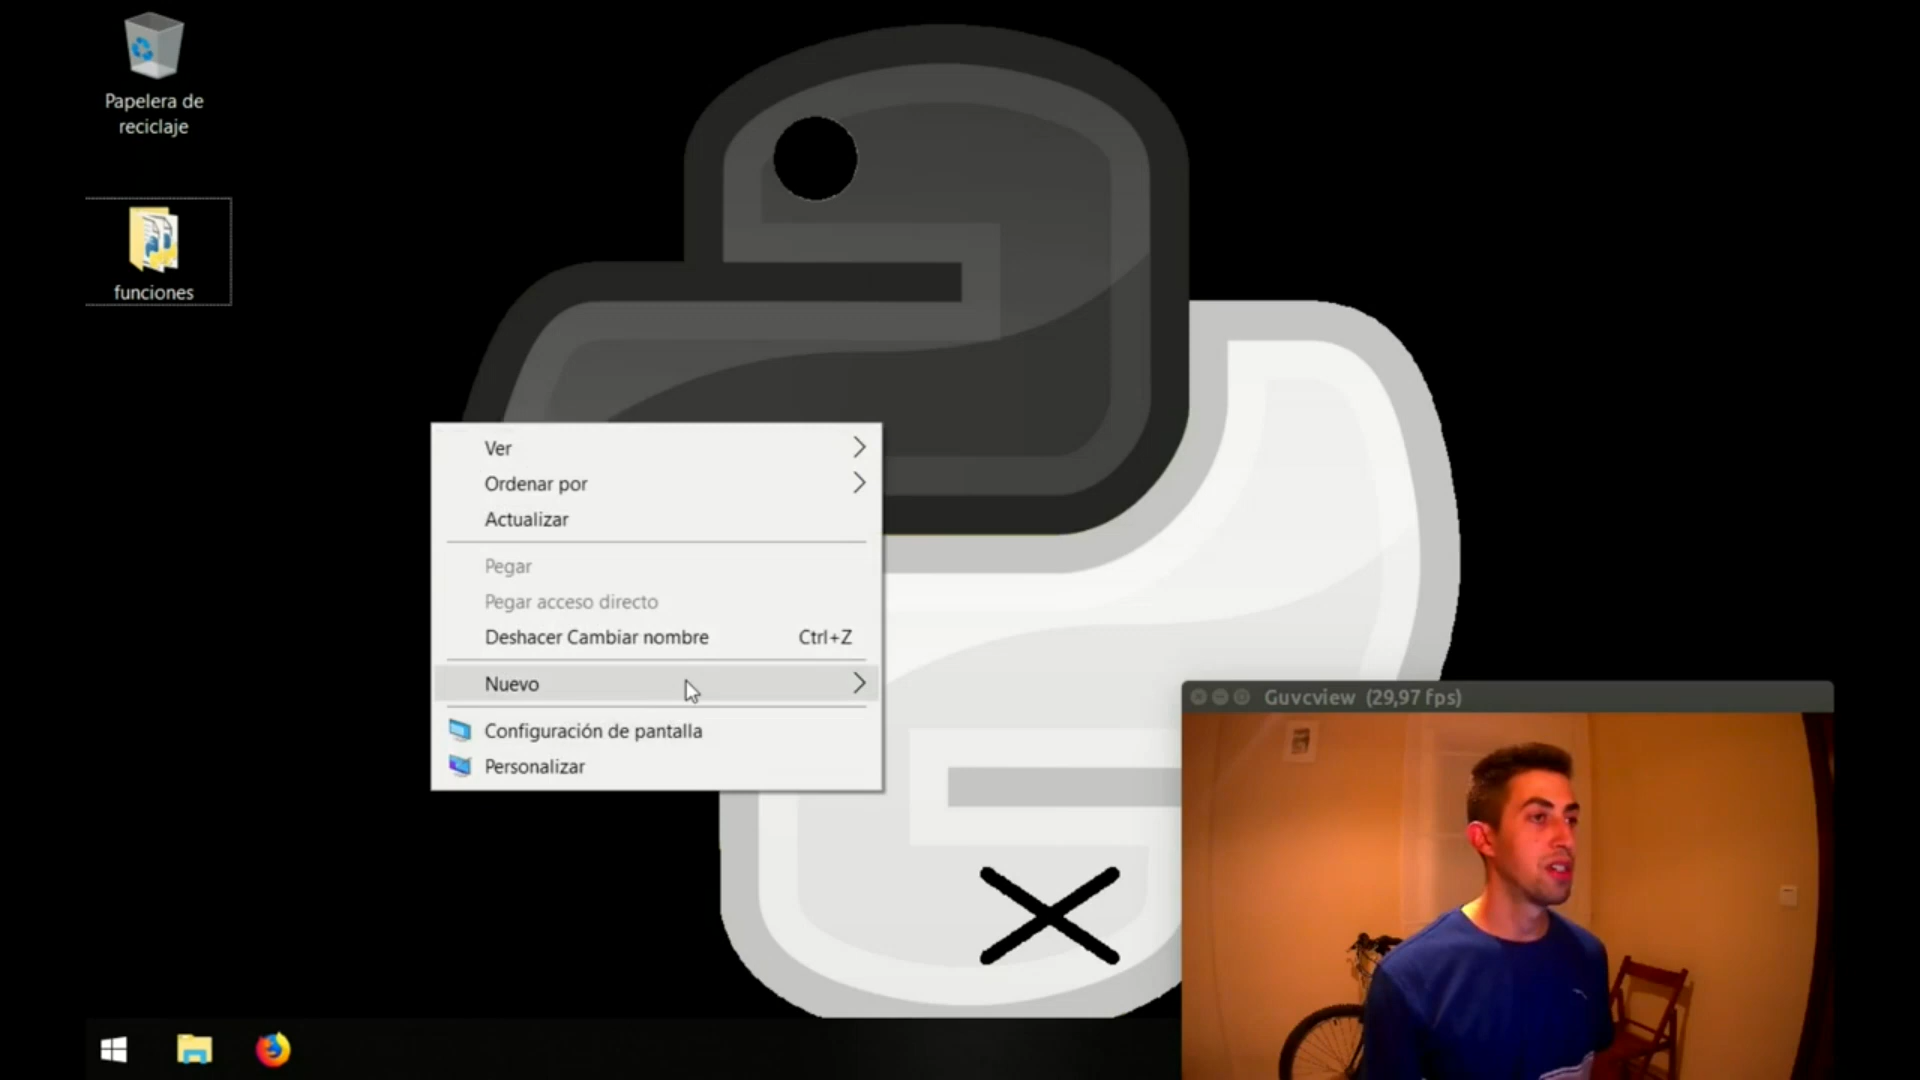 Papelera de
reciclaje
funciones
Ver
Ordenar por
Actualizar
Pegar
Pegar acceso directo
Deshacer Cambiar nombre Ctrl+Z
Nuevo
Configuración de pantalla
Personalizar
Guvcview (29,97 fps)